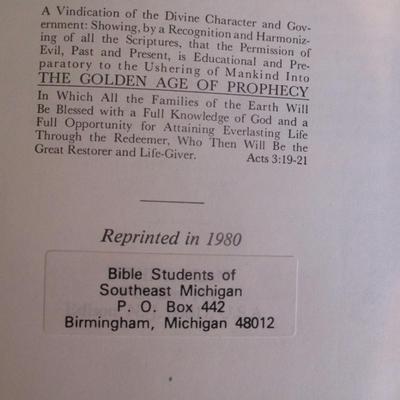 A Vindication of the Divine Character and Gov-
ernment: Showing, by a Recognition and Harmoniz-
ing of all the Scriptures, that the Permission of
Evil, Past and Present, is Educational and Pre-
paratory to the Ushering of Mankind Into
THE GOLDEN AGE OF PROPHECY
In Which All the Families of the Earth Will
Be Blessed with a Full Knowledge of God and a
Full Opportunity for Attaining Everlasting Life
Through the Redeemer, Who Then Will Be the
Great Restorer and Life-Giver. Acts 3:19-21
Reprinted in 1980
Bible Students of
Southeast Michigan
P. O. Box 442
Birmingham, Michigan 48012